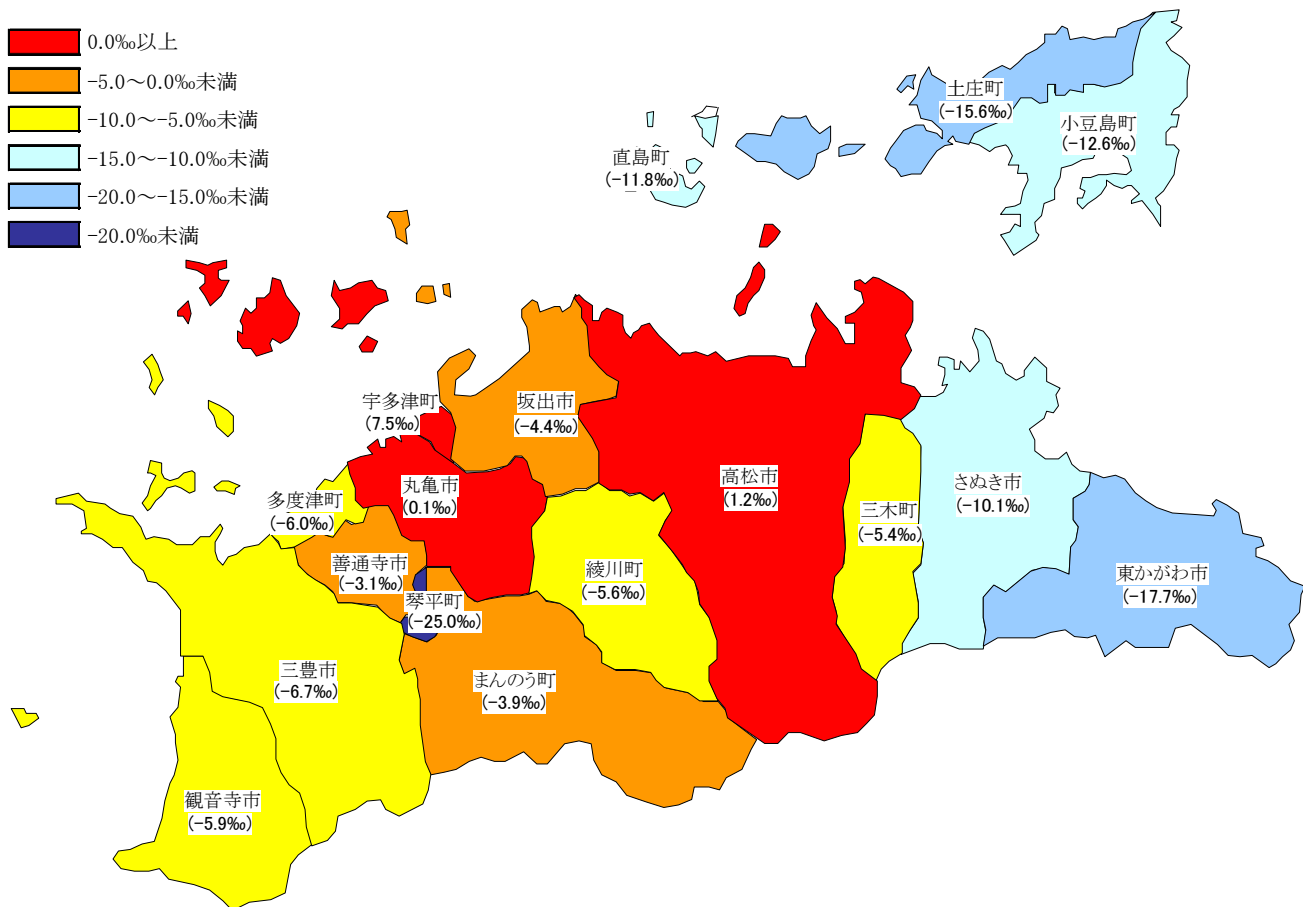 0.0‰以上
-5.0～0.0‰未満
-10.0～-5.0‰未満
-15.0～-10.0‰未満
-20.0～-15.0‰未満
-20.0‰未満
土庄町
(-15.6‰)
小豆島町
(-12.6‰)
直島町
(-11.8‰)
宇多津町
(7.5‰)
坂出市
(-4.4‰)
高松市
(1.2‰)
さぬき市
(-10.1‰)
丸亀市
(0.1‰)
多度津町
(-6.0‰)
三木町
(-5.4‰)
善通寺市
(-3.1‰)
綾川町
(-5.6‰)
東かがわ市
(-17.7‰)
琴平町
(-25.0‰)
三豊市
(-6.7‰)
まんのう町
(-3.9‰)
観音寺市
(-5.9‰)